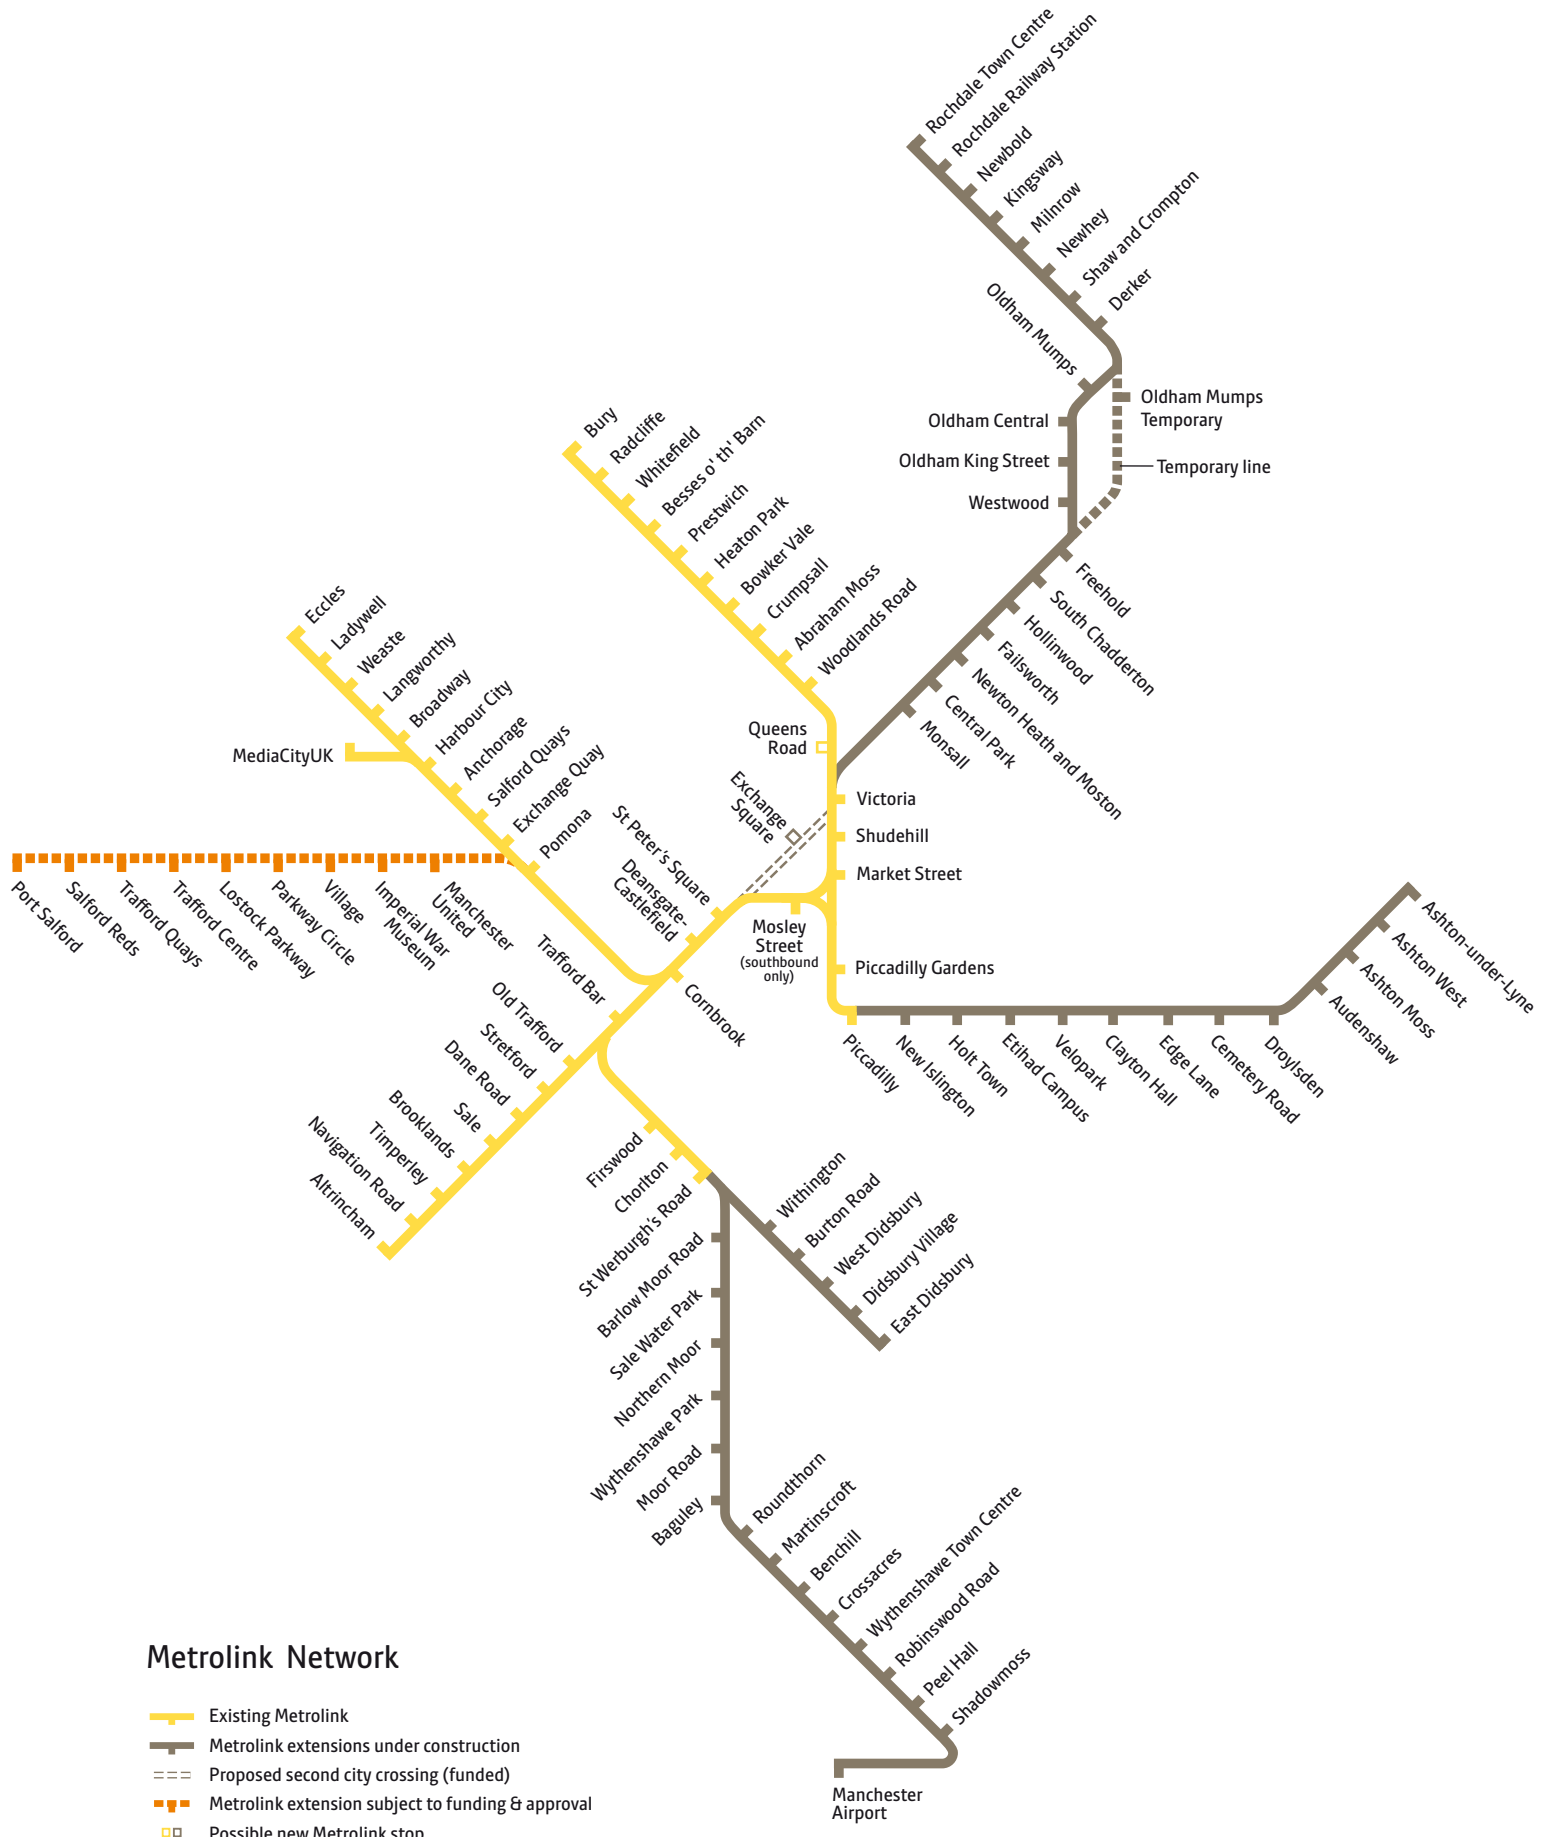 Rochdale Town Centre
Rochdale Railway Station
Newbold
Kingsway
Milnrow
Newhey
Shaw and Crompton
Derker
Oldham Mumps
Oldham Mumps
Temporary
Oldham Central
Oldham King Street
Temporary line
Westwood
Freehold
South Chadderton
Hollinwood
Failsworth
Newton Heath and Moston
Central Park
Monsall
Bury
Radcliffe
Whitefield
Besses o' th' Barn
Prestwich
Heaton Park
Bowker Vale
Crumpsall
Abraham Moss
Woodlands Road
Queens
Road
Exchange
Square
Victoria
Shudehill
Market Street
Mosley
Street
(southbound
only)
Piccadilly Gardens
Eccles
Ladywell
Weaste
Langworthy
Broadway
Harbour City
Anchorage
Salford Quays
Exchange Quay
Pomona
MediaCityUK
St Peter's Square
Deansgate-
Castlefield
Cornbrook
Port Salford
Salford Reds
Trafford Quays
Trafford Centre
Lostock Parkway
Parkway Circle
Village
Imperial War
Museum
Manchester
United
Trafford Bar
Old Trafford
Stretford
Dane Road
Sale
Brooklands
Timperley
Navigation Road
Altrincham
Piccadilly
New Islington
Holt Town
Etihad Campus
Velopark
Clayton Hall
Edge Lane
Cemetery Road
Droylsden
Audenshaw
Ashton Moss
Ashton West
Ashton-under-Lyne
Firswood
Chorlton
St Werburgh's Road
Withington
Burton Road
West Didsbury
Didsbury Village
East Didsbury
Barlow Moor Road
Sale Water Park
Northern Moor
Wythenshawe Park
Moor Road
Baguley
Roundthorn
Martinscroft
Benchill
Crossacres
Wythenshawe Town Centre
Robinswood Road
Peel Hall
Shadowmoss
Manchester
Airport
Metrolink Network
Existing Metrolink
Metrolink extensions under construction
Proposed second city crossing (funded)
Metrolink extension subject to funding & approval
Possible new Metrolink stop